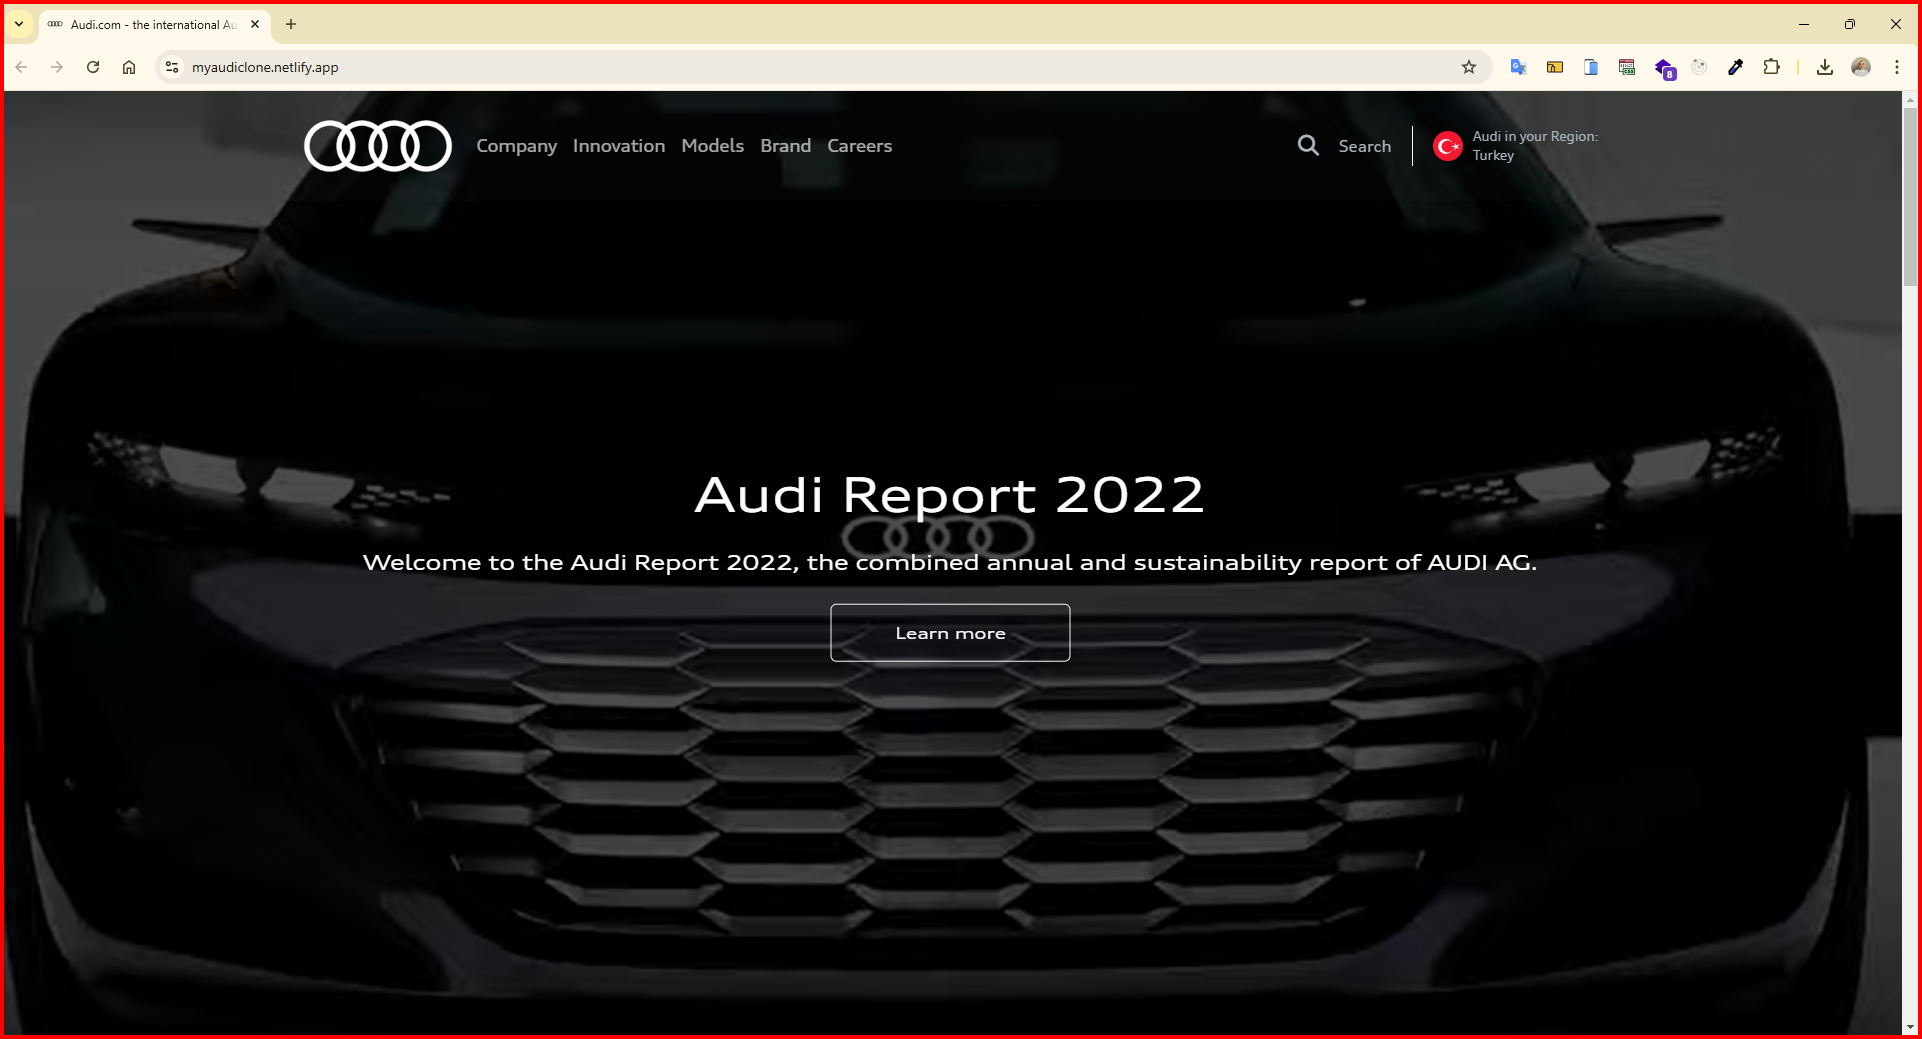 Audi.com - the international Au
myaudiclone.netlify.app
8
Company Innovation Models Brand Careers
Search
Audi in your Region:
Turkey
Audi Report 2022
Welcome to the Audi Report 2022, the combined annual and sustainability report of AUDI AG.
Learn more